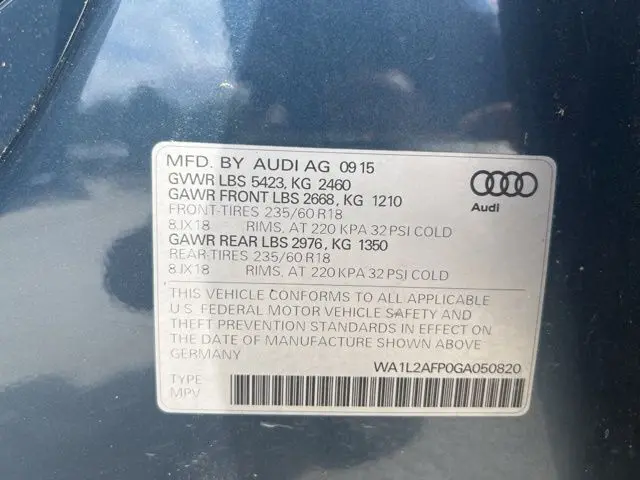 MFD. BY AUDI AG 09 15
GVWR LBS 5423, KG 2460
GAWR FRONT LBS 2668, KG 1210
FRONT-TIRES 235/60 R18
8JX18 RIMS, AT 220 KPA 32 PSI COLD
GAWR REAR LBS 2976, KG 1350
REAR-TIRES 235/60 R18
8JX18 RIMS, AT 220 KPA 32 PSI COLD
Audi
THIS VEHICLE CONFORMS TO ALL APPLICABLE
U.S. FEDERAL MOTOR VEHICLE SAFETY AND
THEFT PREVENTION STANDARDS IN EFFECT ON
THE DATE OF MANUFACTURE SHOWN ABOVE
GERMANY
WA1L2AFP0GA050820
TYPE
MPV